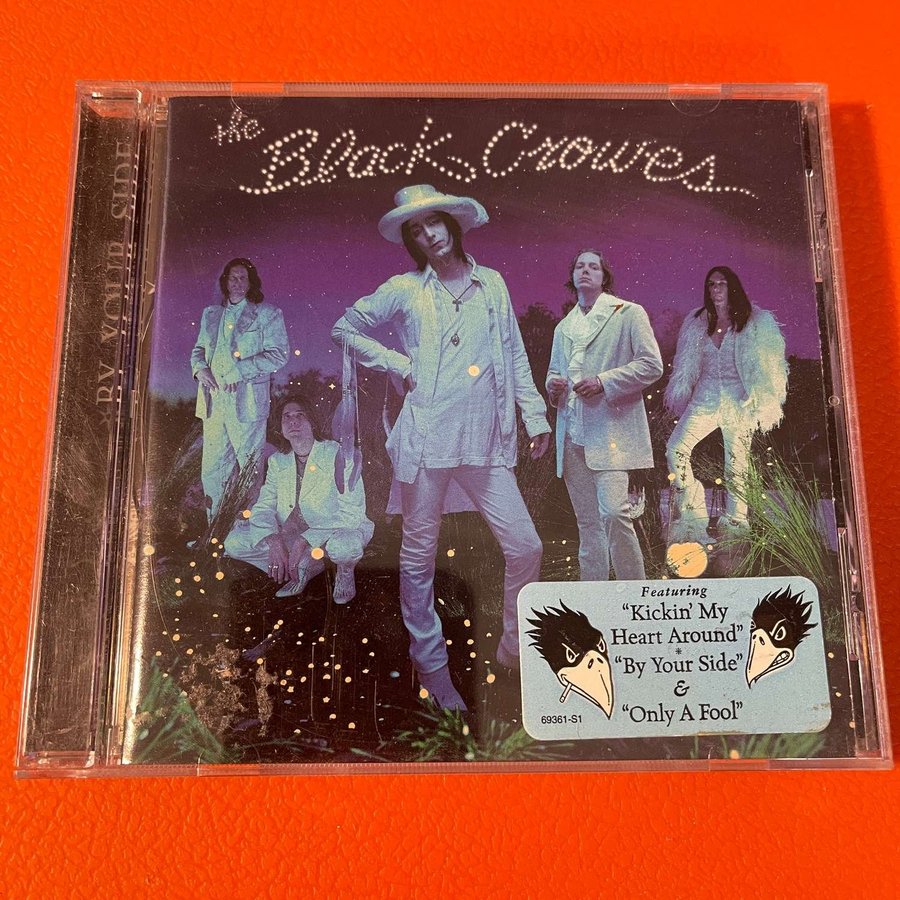 the
Black Crowes
BY YOUR SIDE
Featuring
“Kickin’ My
Heart Around”
*
“By Your Side”
&
“Only A Fool”
69361-S1